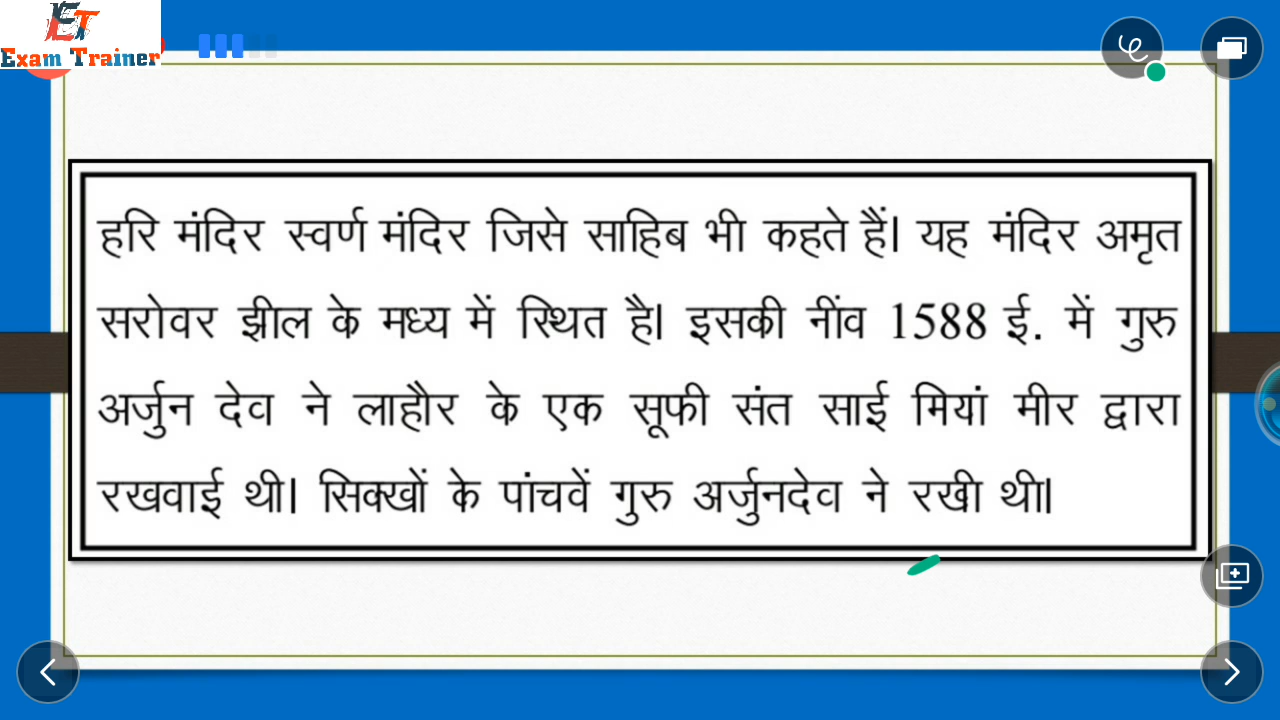 ET
Exam Trainer
हरि मंदिर स्वर्ण मंदिर जिसे साहिब भी कहते हैं। यह मंदिर अमृत
सरोवर झील के मध्य में स्थित है। इसकी नींव 1588 ई. में गुरु
अर्जुन देव ने लाहौर के एक सूफी संत साई मियां मीर द्वारा
रखवाई थी। सिक्खों के पांचवें गुरु अर्जुनदेव ने रखी थी।